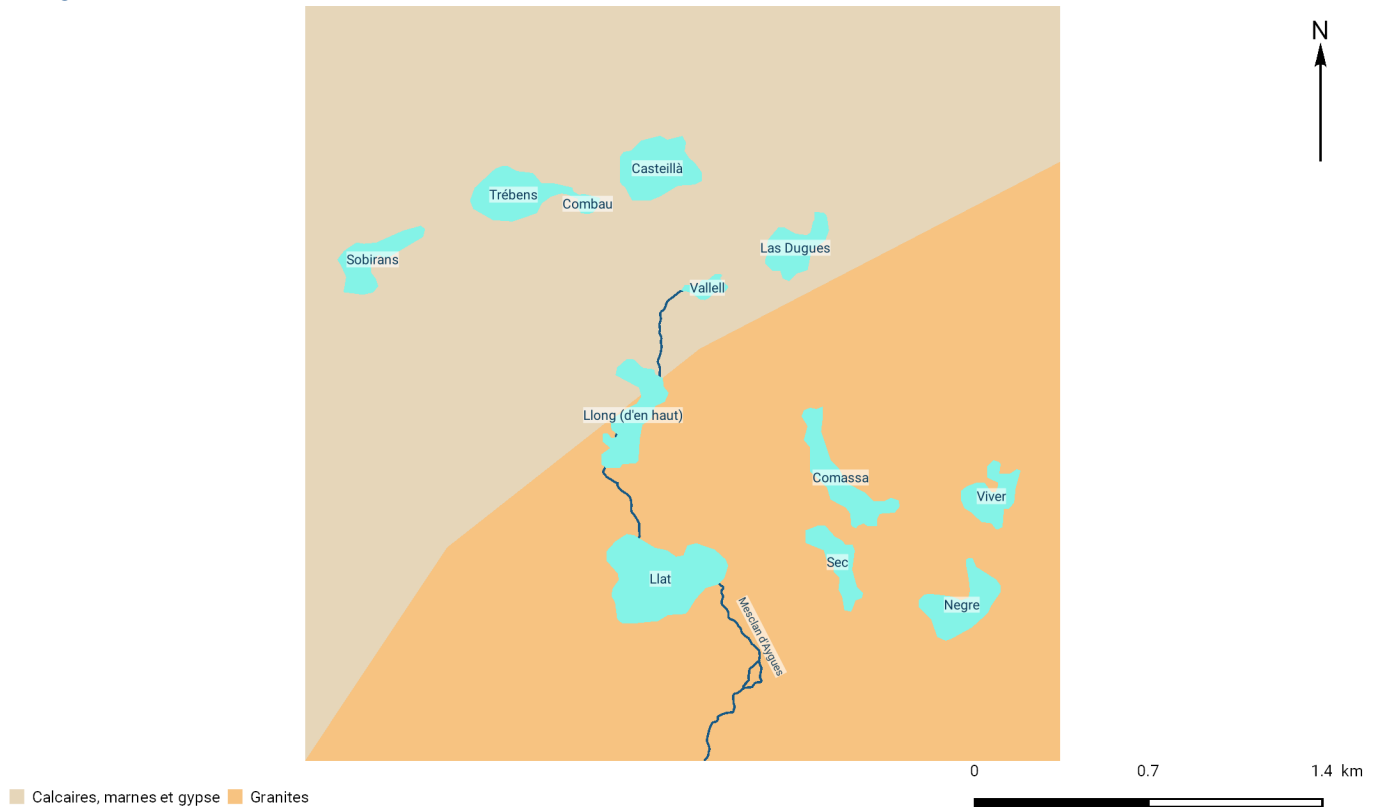 N
Casteillà
Trébens
Combau
Las Dugues
Sobirans
Vallell
Llong (d'en haut)
Comassa
Viver
Sec
Llat
Negre
Mesclan d'Aygues
0 0.7 1.4 km
Calcaires, marnes et gypse Granites